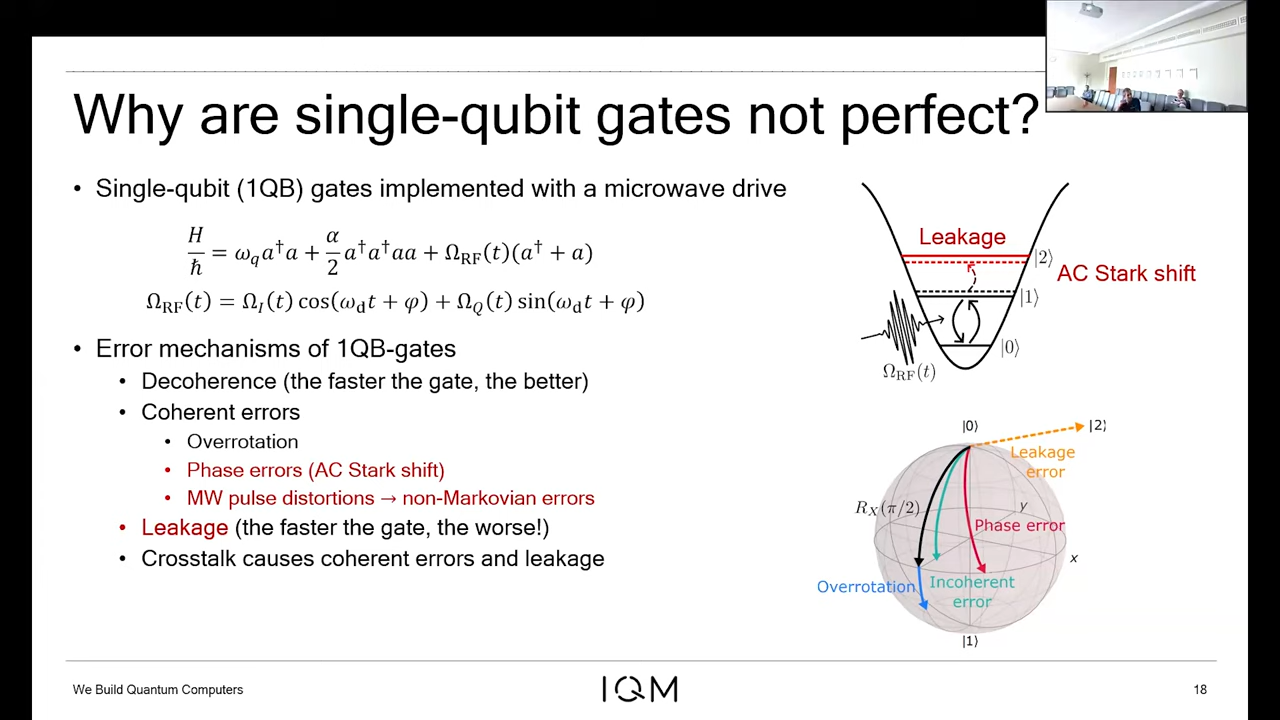 Why are single-qubit gates not perfect?
• Single-qubit (1QB) gates implemented with a microwave drive
H/ħ = ω_q a†a + α/2 a†a†aa + Ω_RF(t)(a† + a)
Ω_RF(t) = Ω_I(t) cos(ω_d t + φ) + Ω_Q(t) sin(ω_d t + φ)
• Error mechanisms of 1QB-gates
• Decoherence (the faster the gate, the better)
• Coherent errors
• Overrotation
• Phase errors (AC Stark shift)
• MW pulse distortions → non-Markovian errors
• Leakage (the faster the gate, the worse!)
• Crosstalk causes coherent errors and leakage
Leakage
|2⟩
AC Stark shift
|1⟩
|0⟩
Ω_RF(t)
|0⟩
|2⟩
Leakage
error
R_X(π/2)
y
Phase error
x
Overrotation
Incoherent
error
|1⟩
We Build Quantum Computers
IQM
18